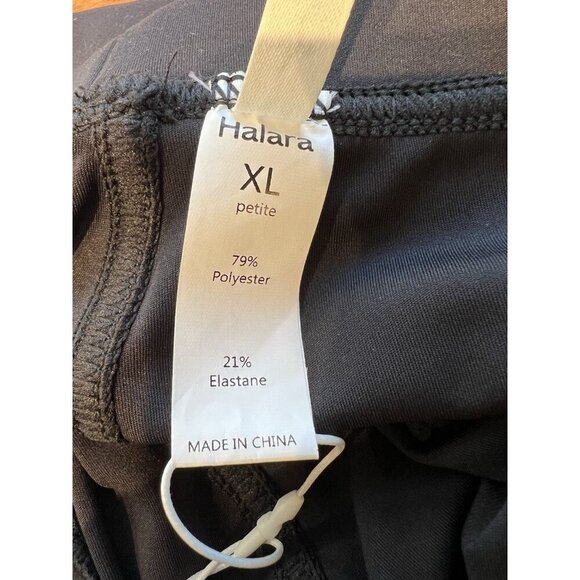 Halara
XL
petite
79%
Polyester
21%
Elastane
MADE IN CHINA